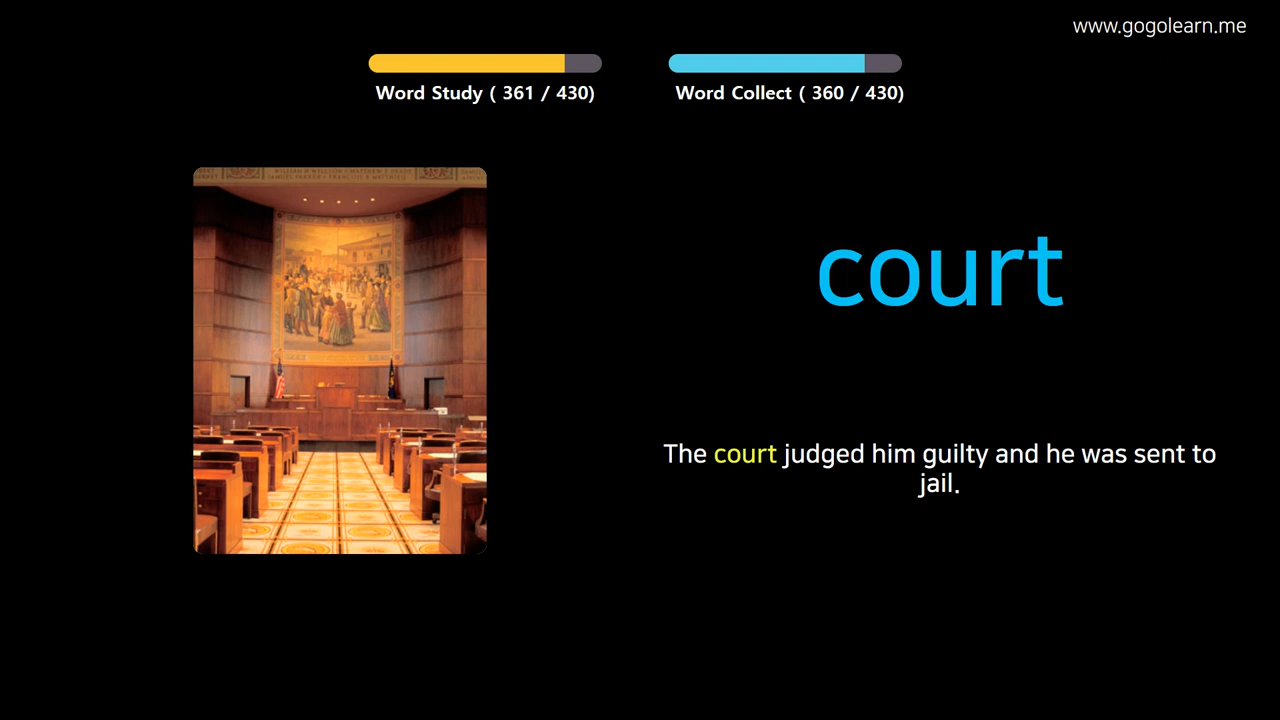 www.gogolearn.me
Word Study ( 361 / 430)
Word Collect ( 360 / 430)
court
The court judged him guilty and he was sent to
jail.